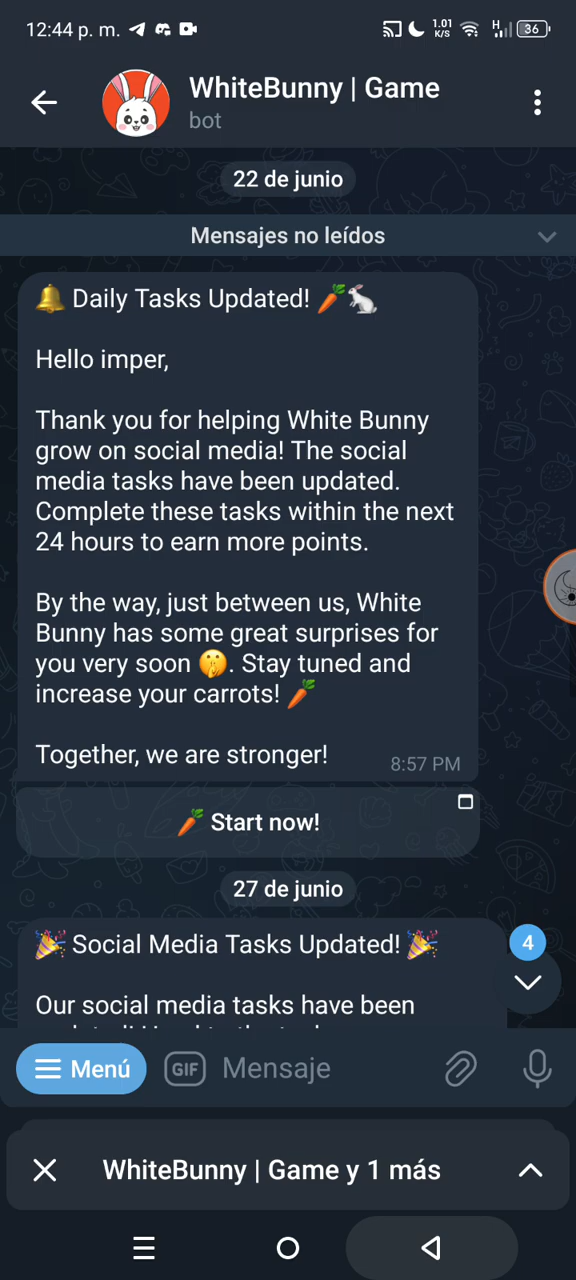 12:44 p. m.
1.01
K/S
H
36
WhiteBunny | Game
bot
22 de junio
Mensajes no leídos
🔔 Daily Tasks Updated! 🥕🐇
Hello imper,
Thank you for helping White Bunny
grow on social media! The social
media tasks have been updated.
Complete these tasks within the next
24 hours to earn more points.
By the way, just between us, White
Bunny has some great surprises for
you very soon 🤫. Stay tuned and
increase your carrots! 🥕
Together, we are stronger!
8:57 PM
🥕 Start now!
27 de junio
🎉 Social Media Tasks Updated! 🎉
4
Our social media tasks have been
Menú
GIF
Mensaje
WhiteBunny | Game y 1 más